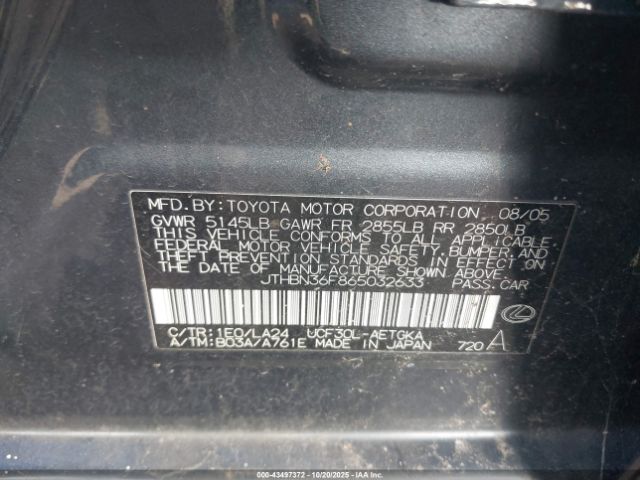 MFD. BY: TOYOTA MOTOR CORPORATION 08/05
GVWR 5145LB GAWR FR 2855LB RR 2850LB
THIS VEHICLE CONFORMS TO ALL APPLICABLE
FEDERAL MOTOR VEHICLE SAFETY, BUMPER, AND
THEFT PREVENTION STANDARDS IN EFFECT ON
THE DATE OF MANUFACTURE SHOWN ABOVE.
JTHBN36F865032633 PASS. CAR
C/TR: 1E0/LA24 UCF30L-AETGKA
A/TM: B03A/A761E MADE IN JAPAN 720 A
000-43497372 | 10/20/2025 - IAAI.COM